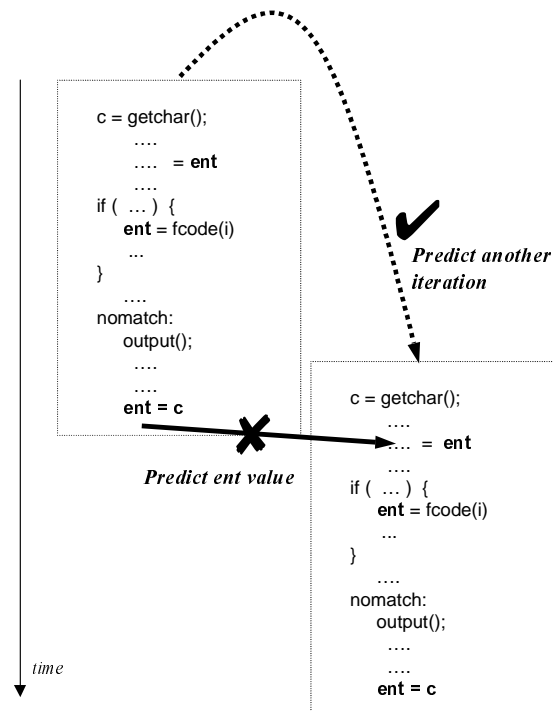 c = getchar();
....
.... = ent
....
if ( ... ) {
ent = fcode(i)
...
}
....
nomatch:
output();
....
....
ent = c
Predict another
iteration
Predict ent value
c = getchar();
....
.... = ent
....
if ( ... ) {
ent = fcode(i)
...
}
....
nomatch:
output();
....
....
ent = c
time